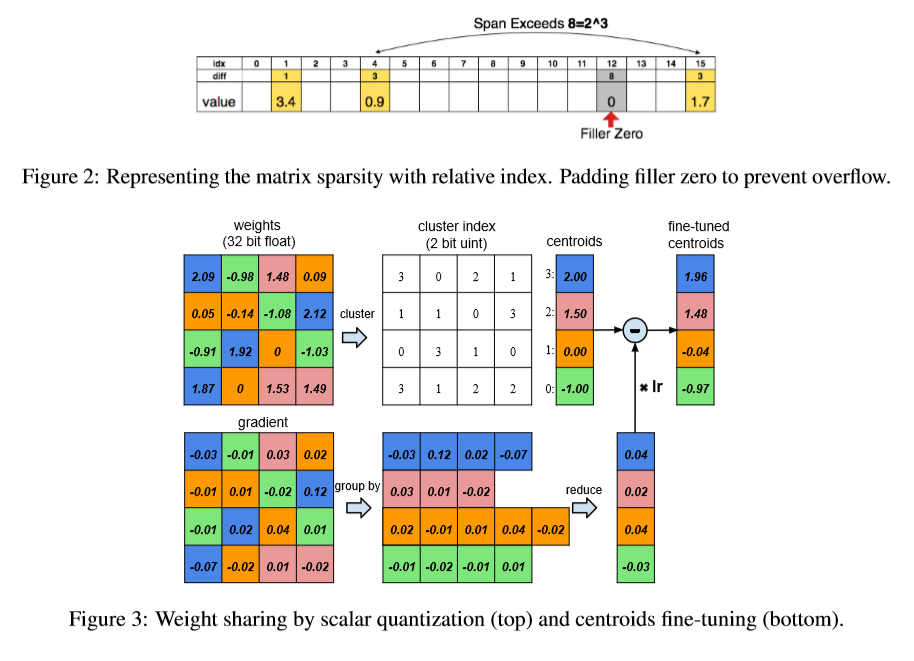 Span Exceeds 8=2^3
idx 0 1 2 3 4 5 6 7 8 9 10 11 12 13 14 15
diff 1 3 8 3
value 3.4 0.9 0 1.7
Filler Zero
Figure 2: Representing the matrix sparsity with relative index. Padding filler zero to prevent overflow.
weights
(32 bit float)
2.09 -0.98 1.48 0.09
0.05 -0.14 -1.08 2.12
-0.91 1.92 0 -1.03
1.87 0 1.53 1.49
cluster
cluster index
(2 bit uint)
3 0 2 1
1 1 0 3
0 3 1 0
3 1 2 2
centroids
3: 2.00
2: 1.50
1: 0.00
0: -1.00
fine-tuned
centroids
1.96
1.48
-0.04
-0.97
× lr
gradient
-0.03 -0.01 0.03 0.02
-0.01 0.01 -0.02 0.12
-0.01 0.02 0.04 0.01
-0.07 -0.02 0.01 -0.02
group by
-0.03 0.12 0.02 -0.07
0.03 0.01 -0.02
0.02 -0.01 0.01 0.04 -0.02
-0.01 -0.02 -0.01 0.01
reduce
0.04
0.02
0.04
-0.03
Figure 3: Weight sharing by scalar quantization (top) and centroids fine-tuning (bottom).